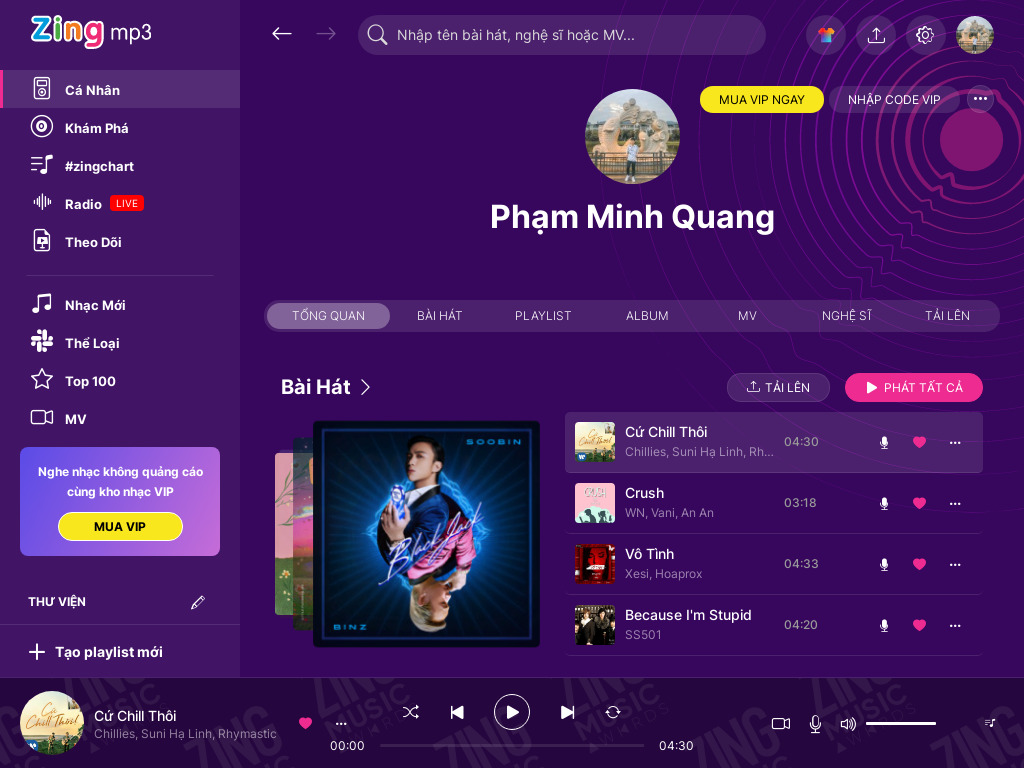 Zing mp3
Nhập tên bài hát, nghệ sĩ hoặc MV...
Cá Nhân
Khám Phá
#zingchart
Radio LIVE
Theo Dõi
Nhạc Mới
Thể Loại
Top 100
MV
Nghe nhạc không quảng cáo
cùng kho nhạc VIP
MUA VIP
THƯ VIỆN
Tạo playlist mới
MUA VIP NGAY
NHẬP CODE VIP
Phạm Minh Quang
TỔNG QUAN BÀI HÁT PLAYLIST ALBUM MV NGHỆ SĨ TẢI LÊN
Bài Hát
TẢI LÊN
PHÁT TẤT CẢ
SOOBIN
BlackJack
BINZ
Cứ Chill Thôi 04:30
Chillies, Suni Hạ Linh, Rh...
Crush 03:18
WN, Vani, An An
Vô Tình 04:33
Xesi, Hoaprox
Because I'm Stupid 04:20
SS501
Cứ Chill Thôi
Chillies, Suni Hạ Linh, Rhymastic
00:00
04:30
ZING
MUSIC
AWARDS